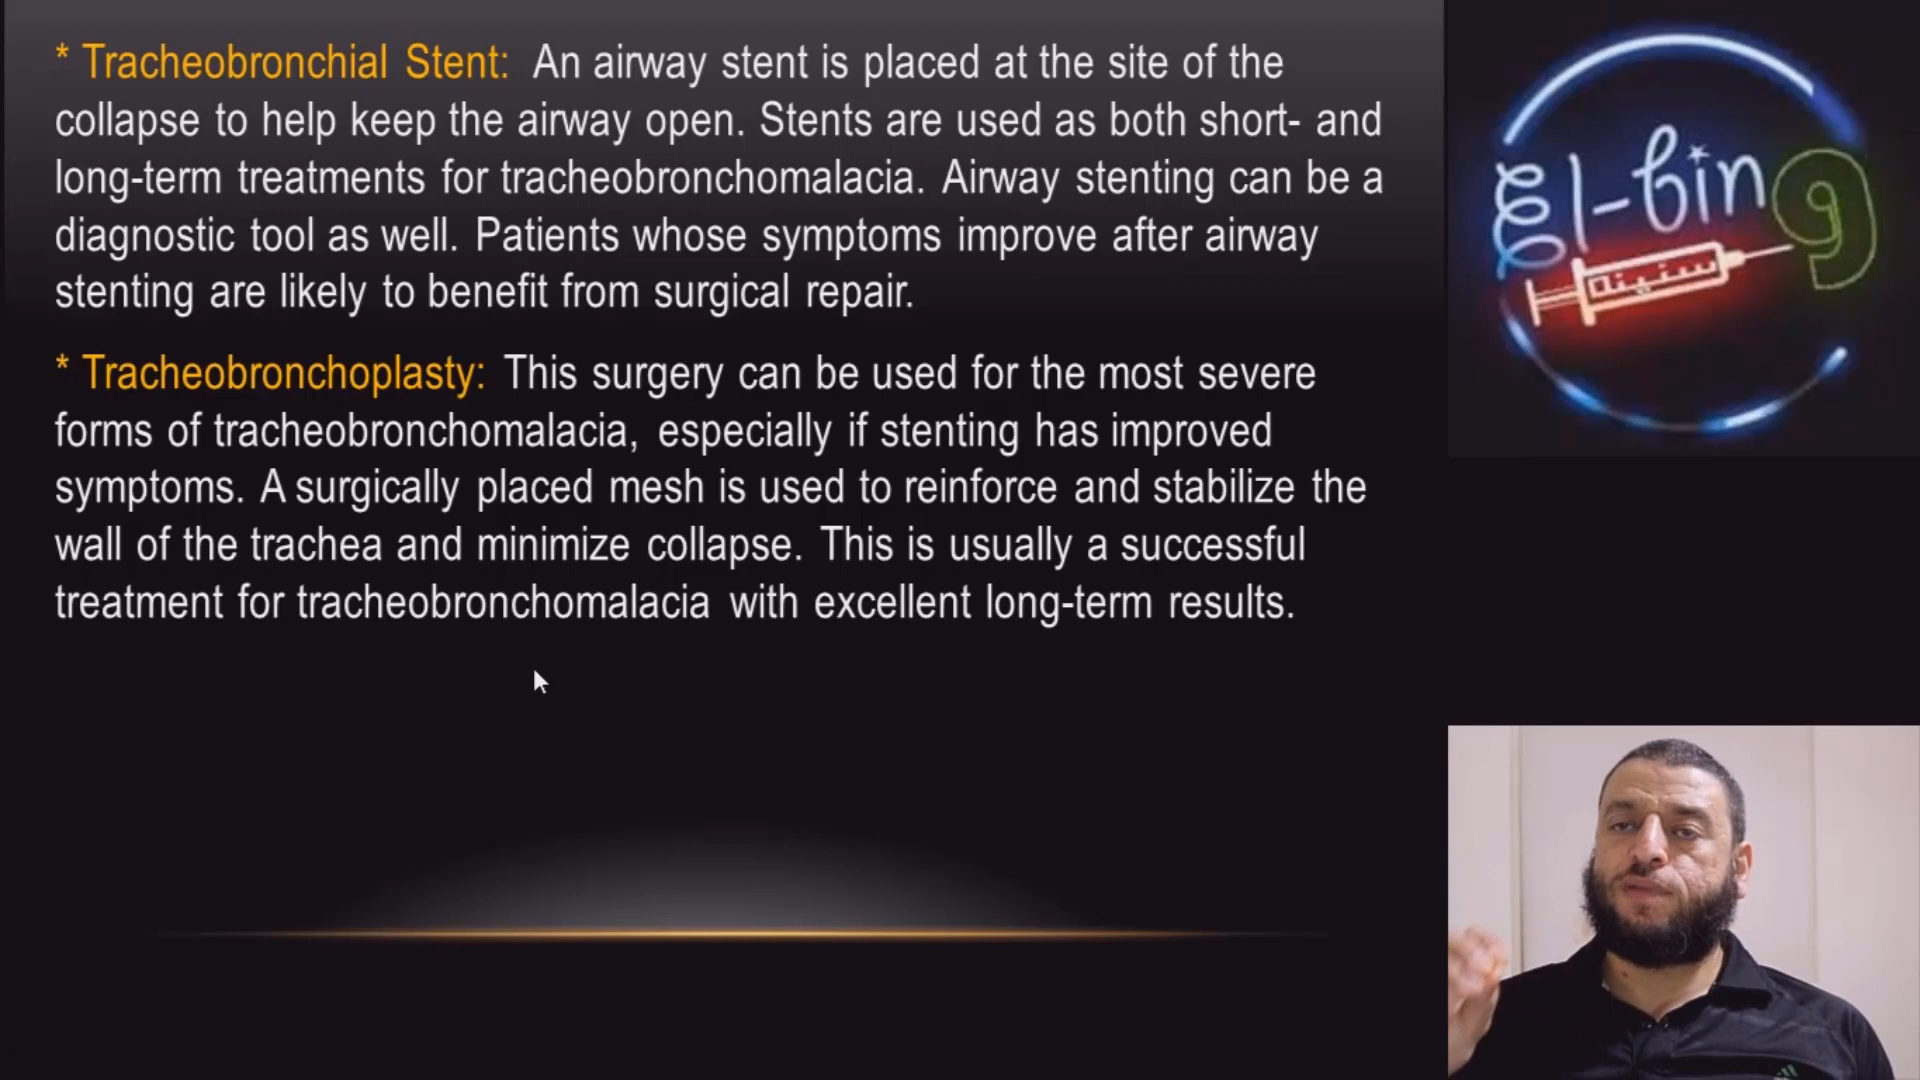 * Tracheobronchial Stent: An airway stent is placed at the site of the
collapse to help keep the airway open. Stents are used as both short- and
long-term treatments for tracheobronchomalacia. Airway stenting can be a
diagnostic tool as well. Patients whose symptoms improve after airway
stenting are likely to benefit from surgical repair.
* Tracheobronchoplasty: This surgery can be used for the most severe
forms of tracheobronchomalacia, especially if stenting has improved
symptoms. A surgically placed mesh is used to reinforce and stabilize the
wall of the trachea and minimize collapse. This is usually a successful
treatment for tracheobronchomalacia with excellent long-term results.
El-bing